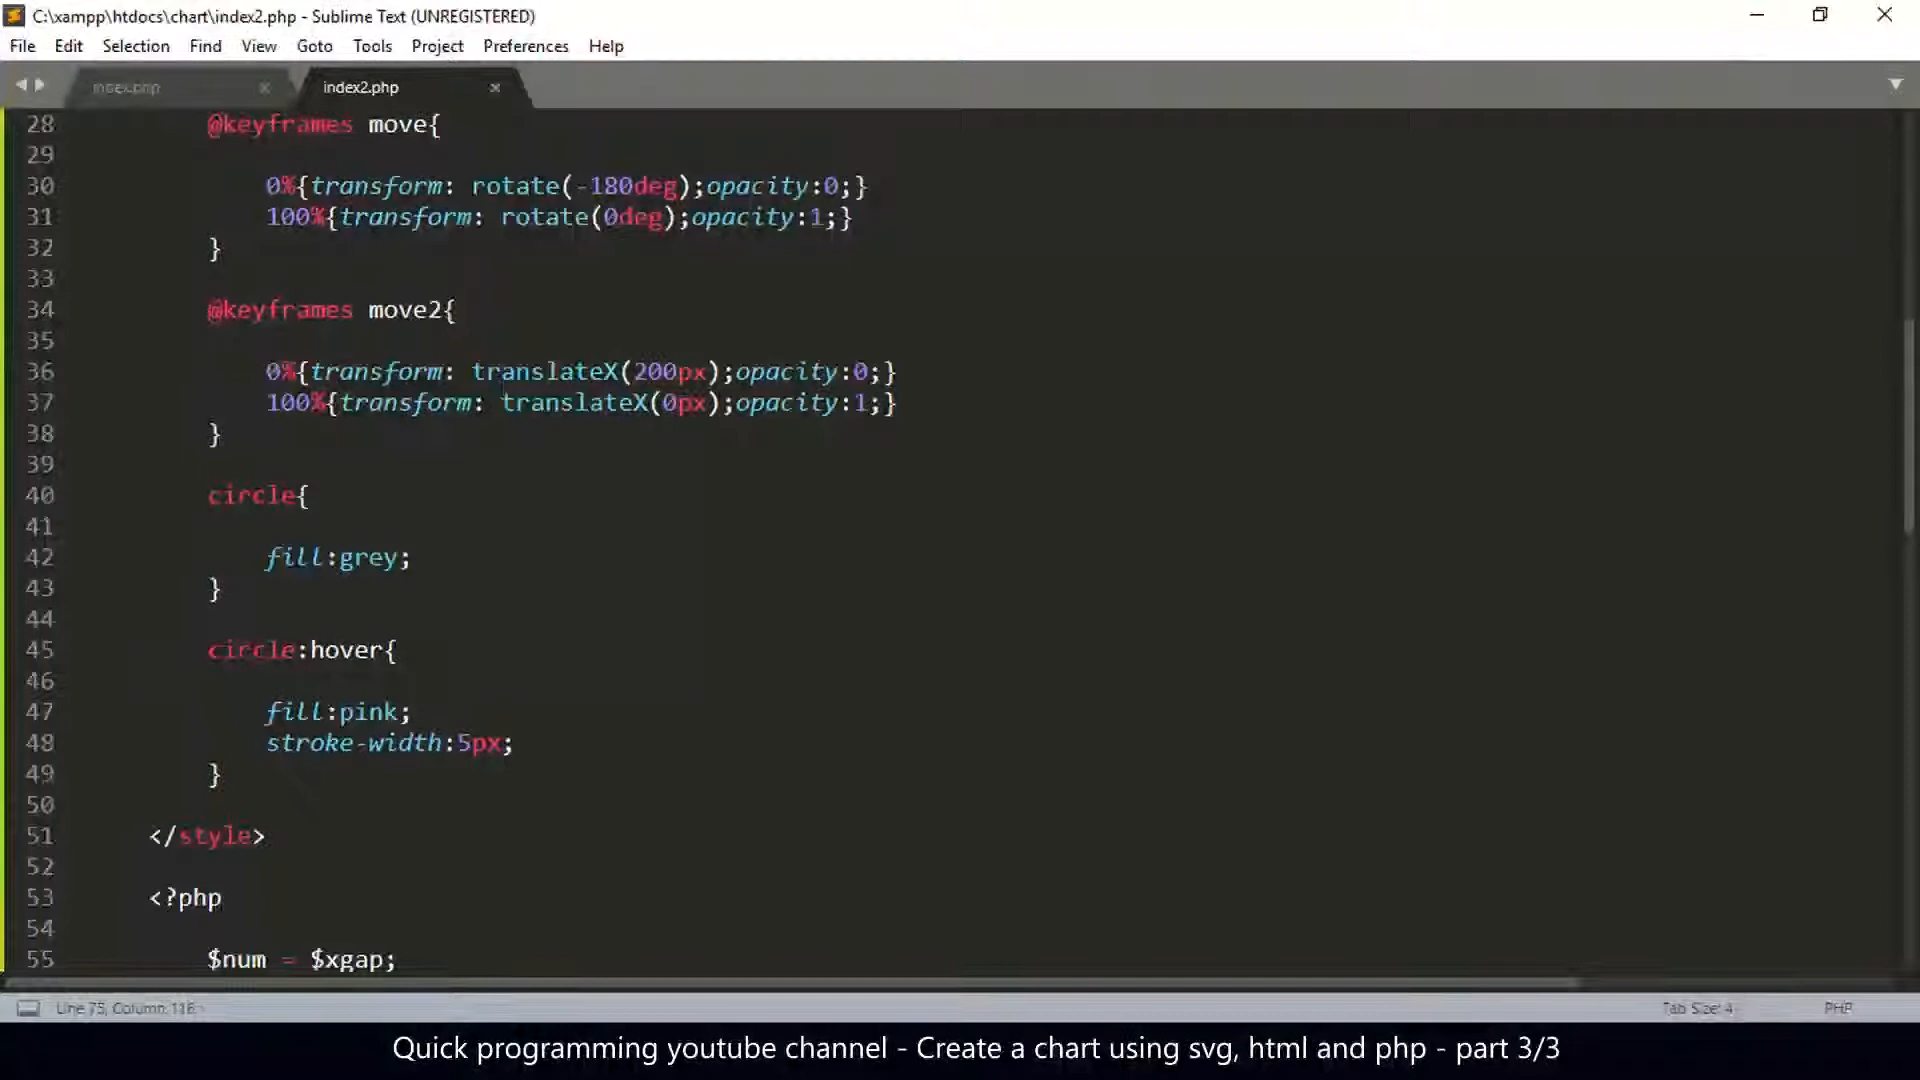 C:\xampp\htdocs\chart\index2.php - Sublime Text (UNREGISTERED)
File Edit Selection Find View Goto Tools Project Preferences Help
index.php index2.php
28 @keyframes move{
29
30 0%{transform: rotate(-180deg);opacity:0;}
31 100%{transform: rotate(0deg);opacity:1;}
32 }
33
34 @keyframes move2{
35
36 0%{transform: translateX(200px);opacity:0;}
37 100%{transform: translateX(0px);opacity:1;}
38 }
39
40 circle{
41
42 fill:grey;
43 }
44
45 circle:hover{
46
47 fill:pink;
48 stroke-width:5px;
49 }
50
51 </style>
52
53 <?php
54
55 $num = $xgap;
Line 75, Column 116 Tab Size: 4 PHP
Quick programming youtube channel - Create a chart using svg, html and php - part 3/3